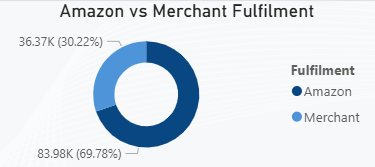 Amazon vs Merchant Fulfilment
36.37K (30.22%)
Fulfilment
Amazon
Merchant
83.98K (69.78%)